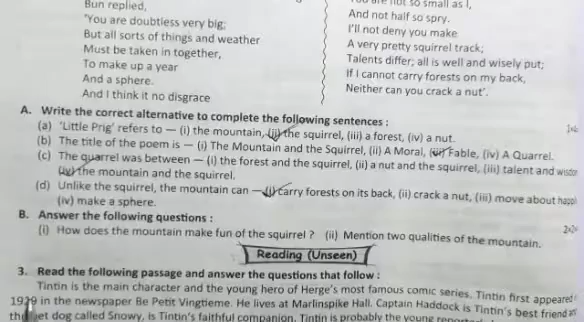 Bun replied,
'You are doubtless very big;
But all sorts of things and weather
Must be taken in together,
To make up a year
And a sphere.
And I think it no disgrace
not so small as I,
And not half so spry.
I'll not deny you make
A very pretty squirrel track;
Talents differ; all is well and wisely put;
If I cannot carry forests on my back,
Neither can you crack a nut'.
A. Write the correct alternative to complete the following sentences :
(a) 'Little Prig' refers to — (i) the mountain, (ii) the squirrel, (iii) a forest, (iv) a nut.
(b) The title of the poem is — (i) The Mountain and the Squirrel, (ii) A Moral, (iii) Fable, (iv) A Quarrel.
(c) The quarrel was between — (i) the forest and the squirrel, (ii) a nut and the squirrel, (iii) talent and wisdom
(iv) the mountain and the squirrel.
(d) Unlike the squirrel, the mountain can — (i) carry forests on its back, (ii) crack a nut, (iii) move about
(iv) make a sphere.
B. Answer the following questions :
(i) How does the mountain make fun of the squirrel ? (ii) Mention two qualities of the mountain.
Reading (Unseen)
3. Read the following passage and answer the questions that follow :
Tintin is the main character and the young hero of Herge's most famous comic series. Tintin first appeared
1929 in the newspaper Be Petit Vingtieme. He lives at Marlinspike Hall. Captain Haddock is Tintin's best friend
pet dog called Snowy, is Tintin's faithful companion. Tintin is probably the young